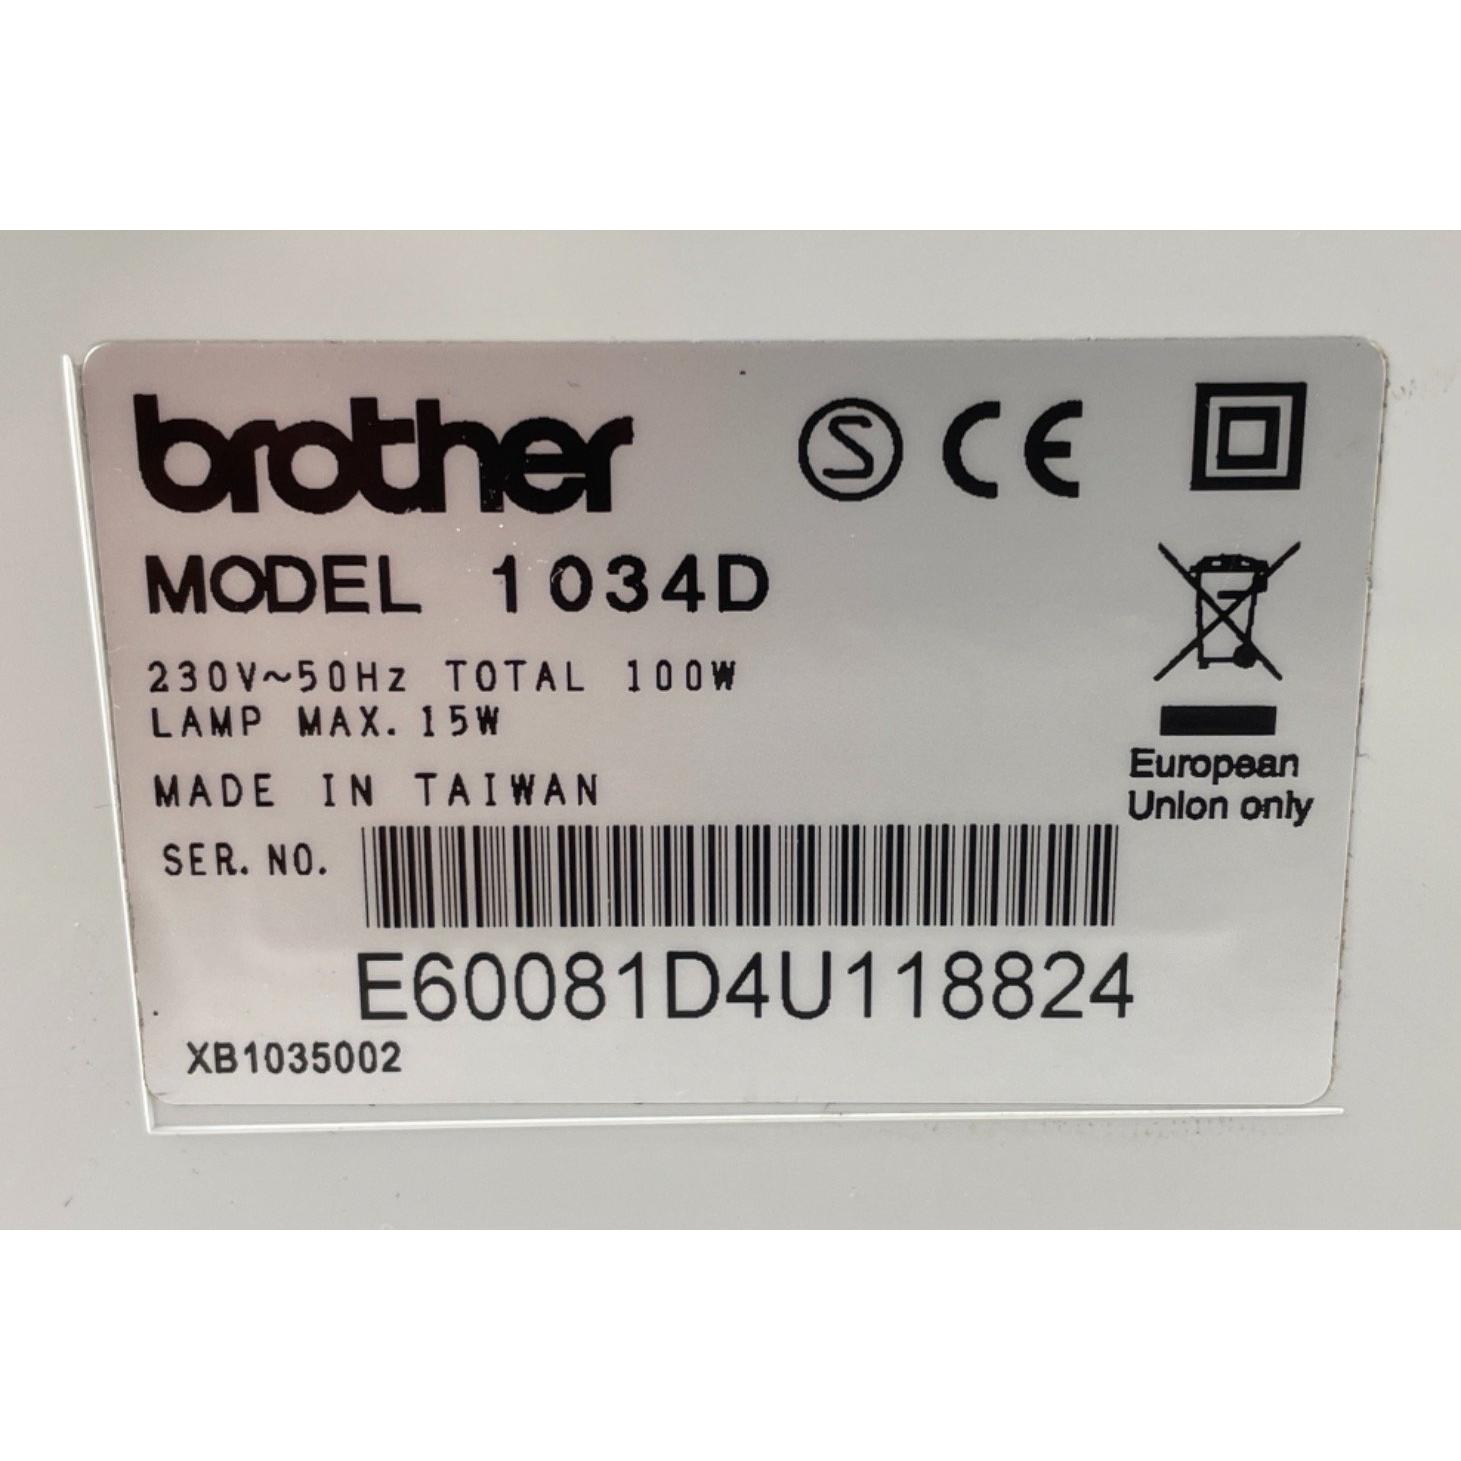 brother
S CE
MODEL 1034D
230V~50Hz TOTAL 100W
LAMP MAX. 15W
MADE IN TAIWAN
European
Union only
SER. NO.
E60081D4U118824
XB1035002